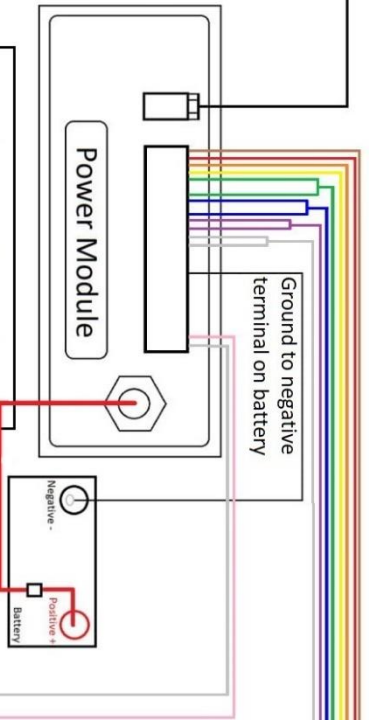 Power Module
Ground to negative
terminal on battery
Negative -
Positive +
Battery